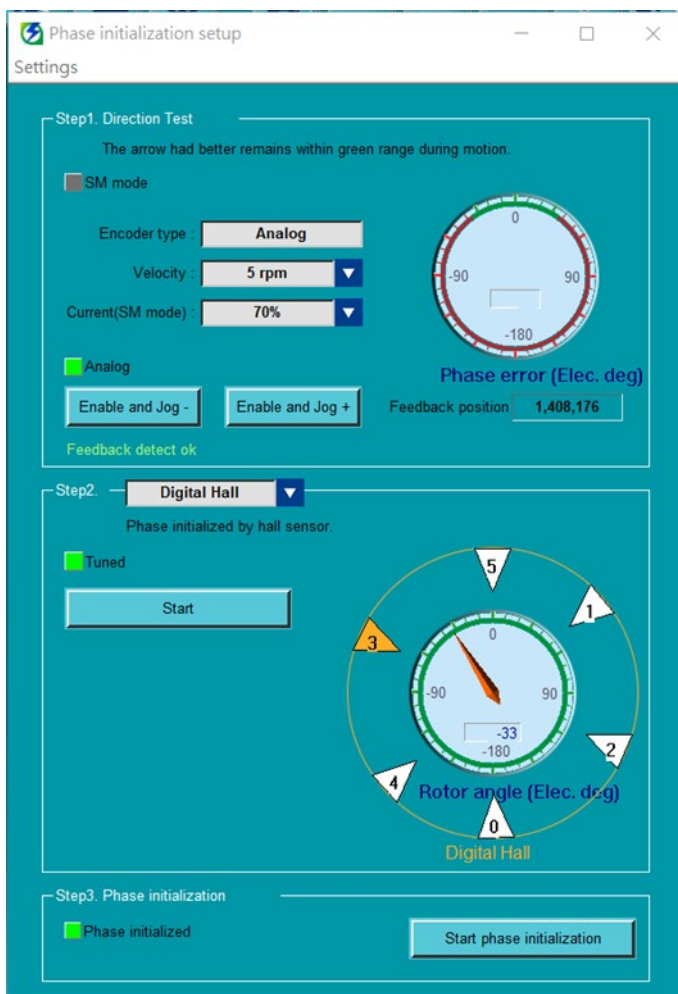 Phase initialization setup
Settings
Step1. Direction Test
The arrow had better remains within green range during motion.
SM mode
Encoder type : Analog
Velocity : 5 rpm
Current(SM mode) : 70%
0
-90 90
-180
Analog
Phase error (Elec. deg)
Enable and Jog - Enable and Jog + Feedback position 1,408,176
Feedback detect ok
Step2. Digital Hall
Phase initialized by hall sensor.
Tuned
Start
5
1
3
0
-90 90
-33
-180
2
4
Rotor angle (Elec. deg)
0
Digital Hall
Step3. Phase initialization
Phase initialized
Start phase initialization